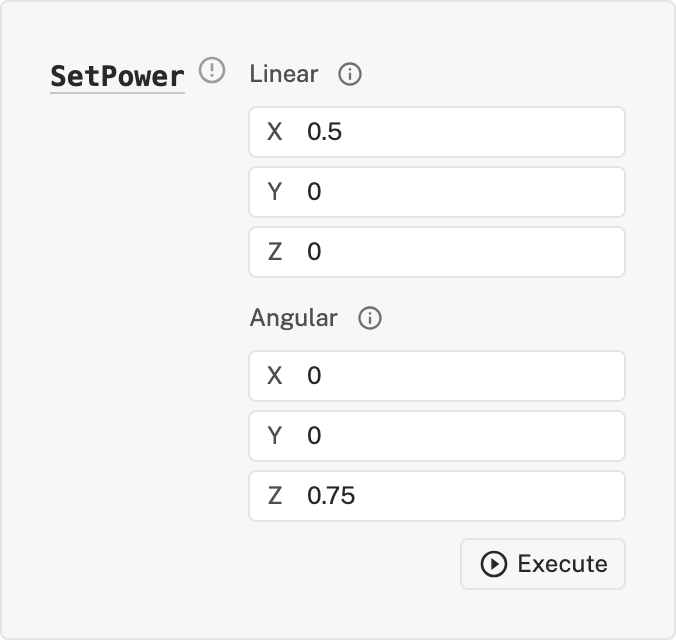 SetPower Linear
X 0.5
Y 0
Z 0
Angular
X 0
Y 0
Z 0.75
Execute